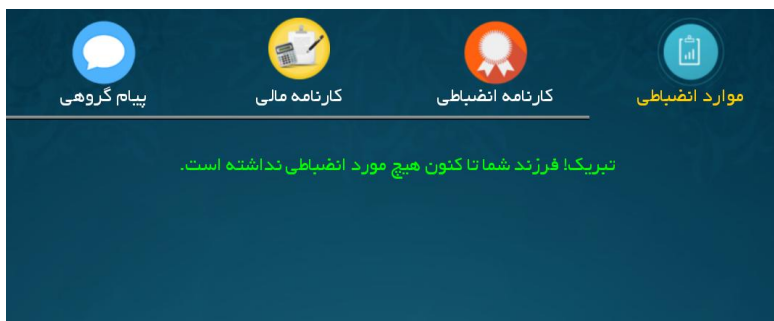 موارد انضباطی
کارنامه انضباطی
کارنامه مالی
پیام گروهی
تبریک! فرزند شما تا کنون هیچ مورد انضباطی نداشته است.